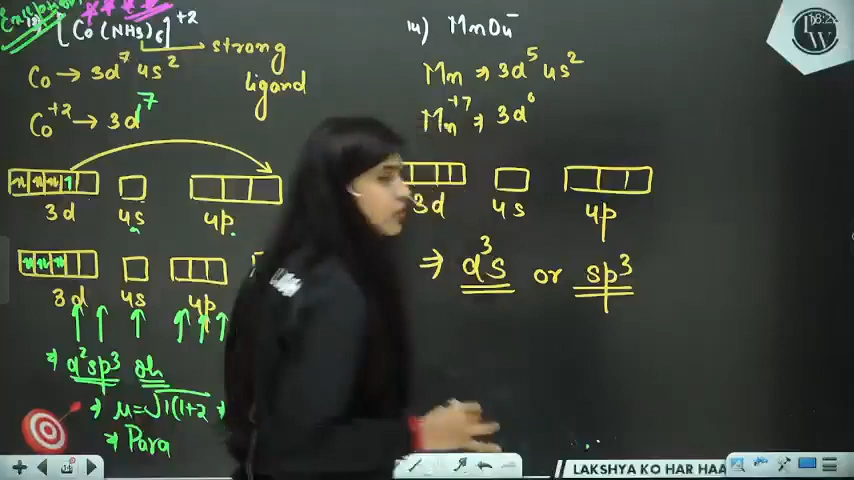 Exception
[Co(NH3)6]+2
strong
ligand
Co → 3d7 4s2
Co+2 → 3d7
3d 4s 4p
3d 4s 4p
⇒ d2sp3 oh
⇒ μ = √1(1+2
⇒ Para
14) MnO4-
Mn ⇒ 3d5 4s2
Mn+7 ⇒ 3d0
3d 4s 4p
⇒ d3s or sp3
LAKSHYA KO HAR HAA